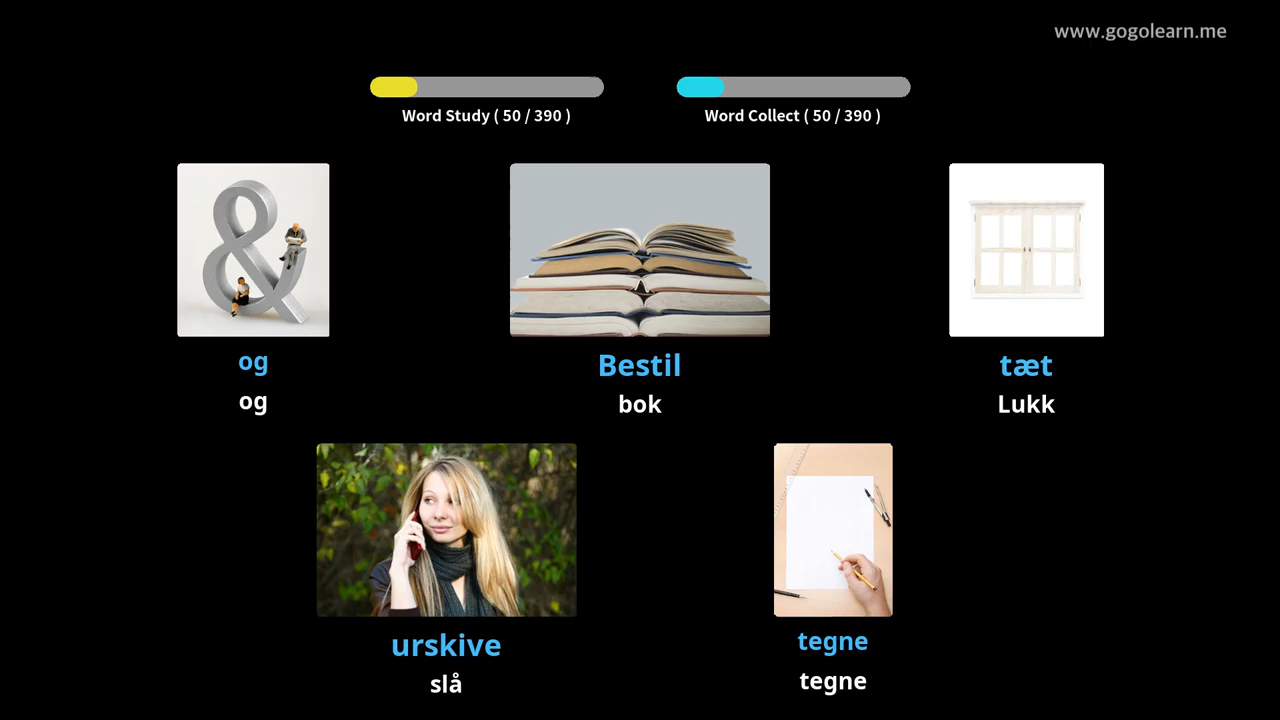 www.gogolearn.me
Word Study ( 50 / 390 )
Word Collect ( 50 / 390 )
og
og
Bestil
bok
tæt
Lukk
urskive
slå
tegne
tegne